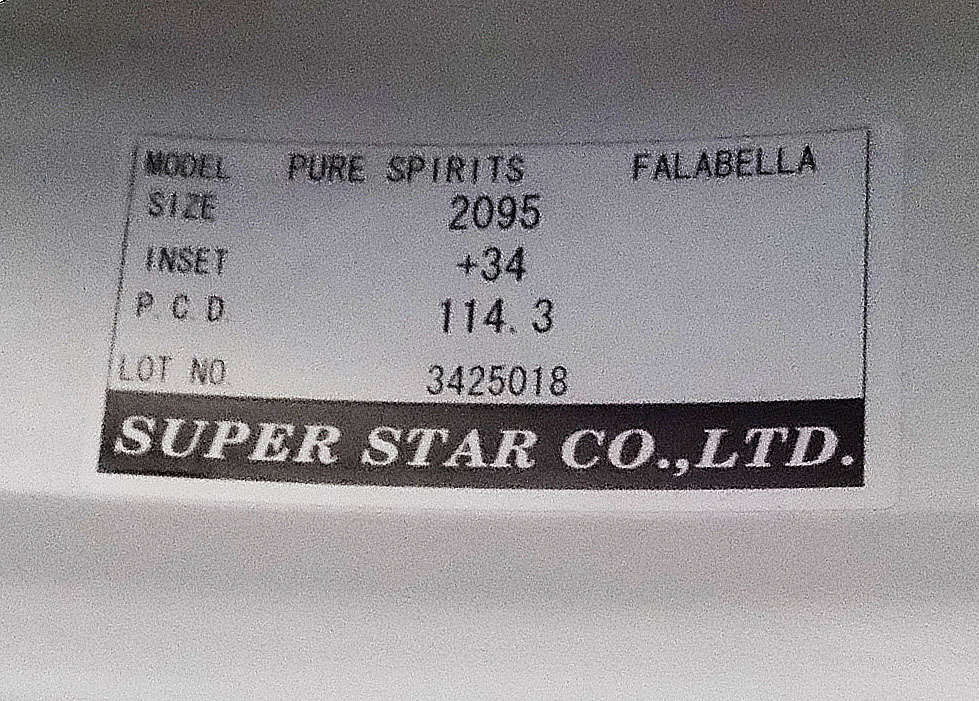 MODEL PURE SPIRITS FALABELLA
SIZE 2095
INSET +34
P.C.D. 114.3
LOT NO. 3425018
SUPER STAR CO.,LTD.